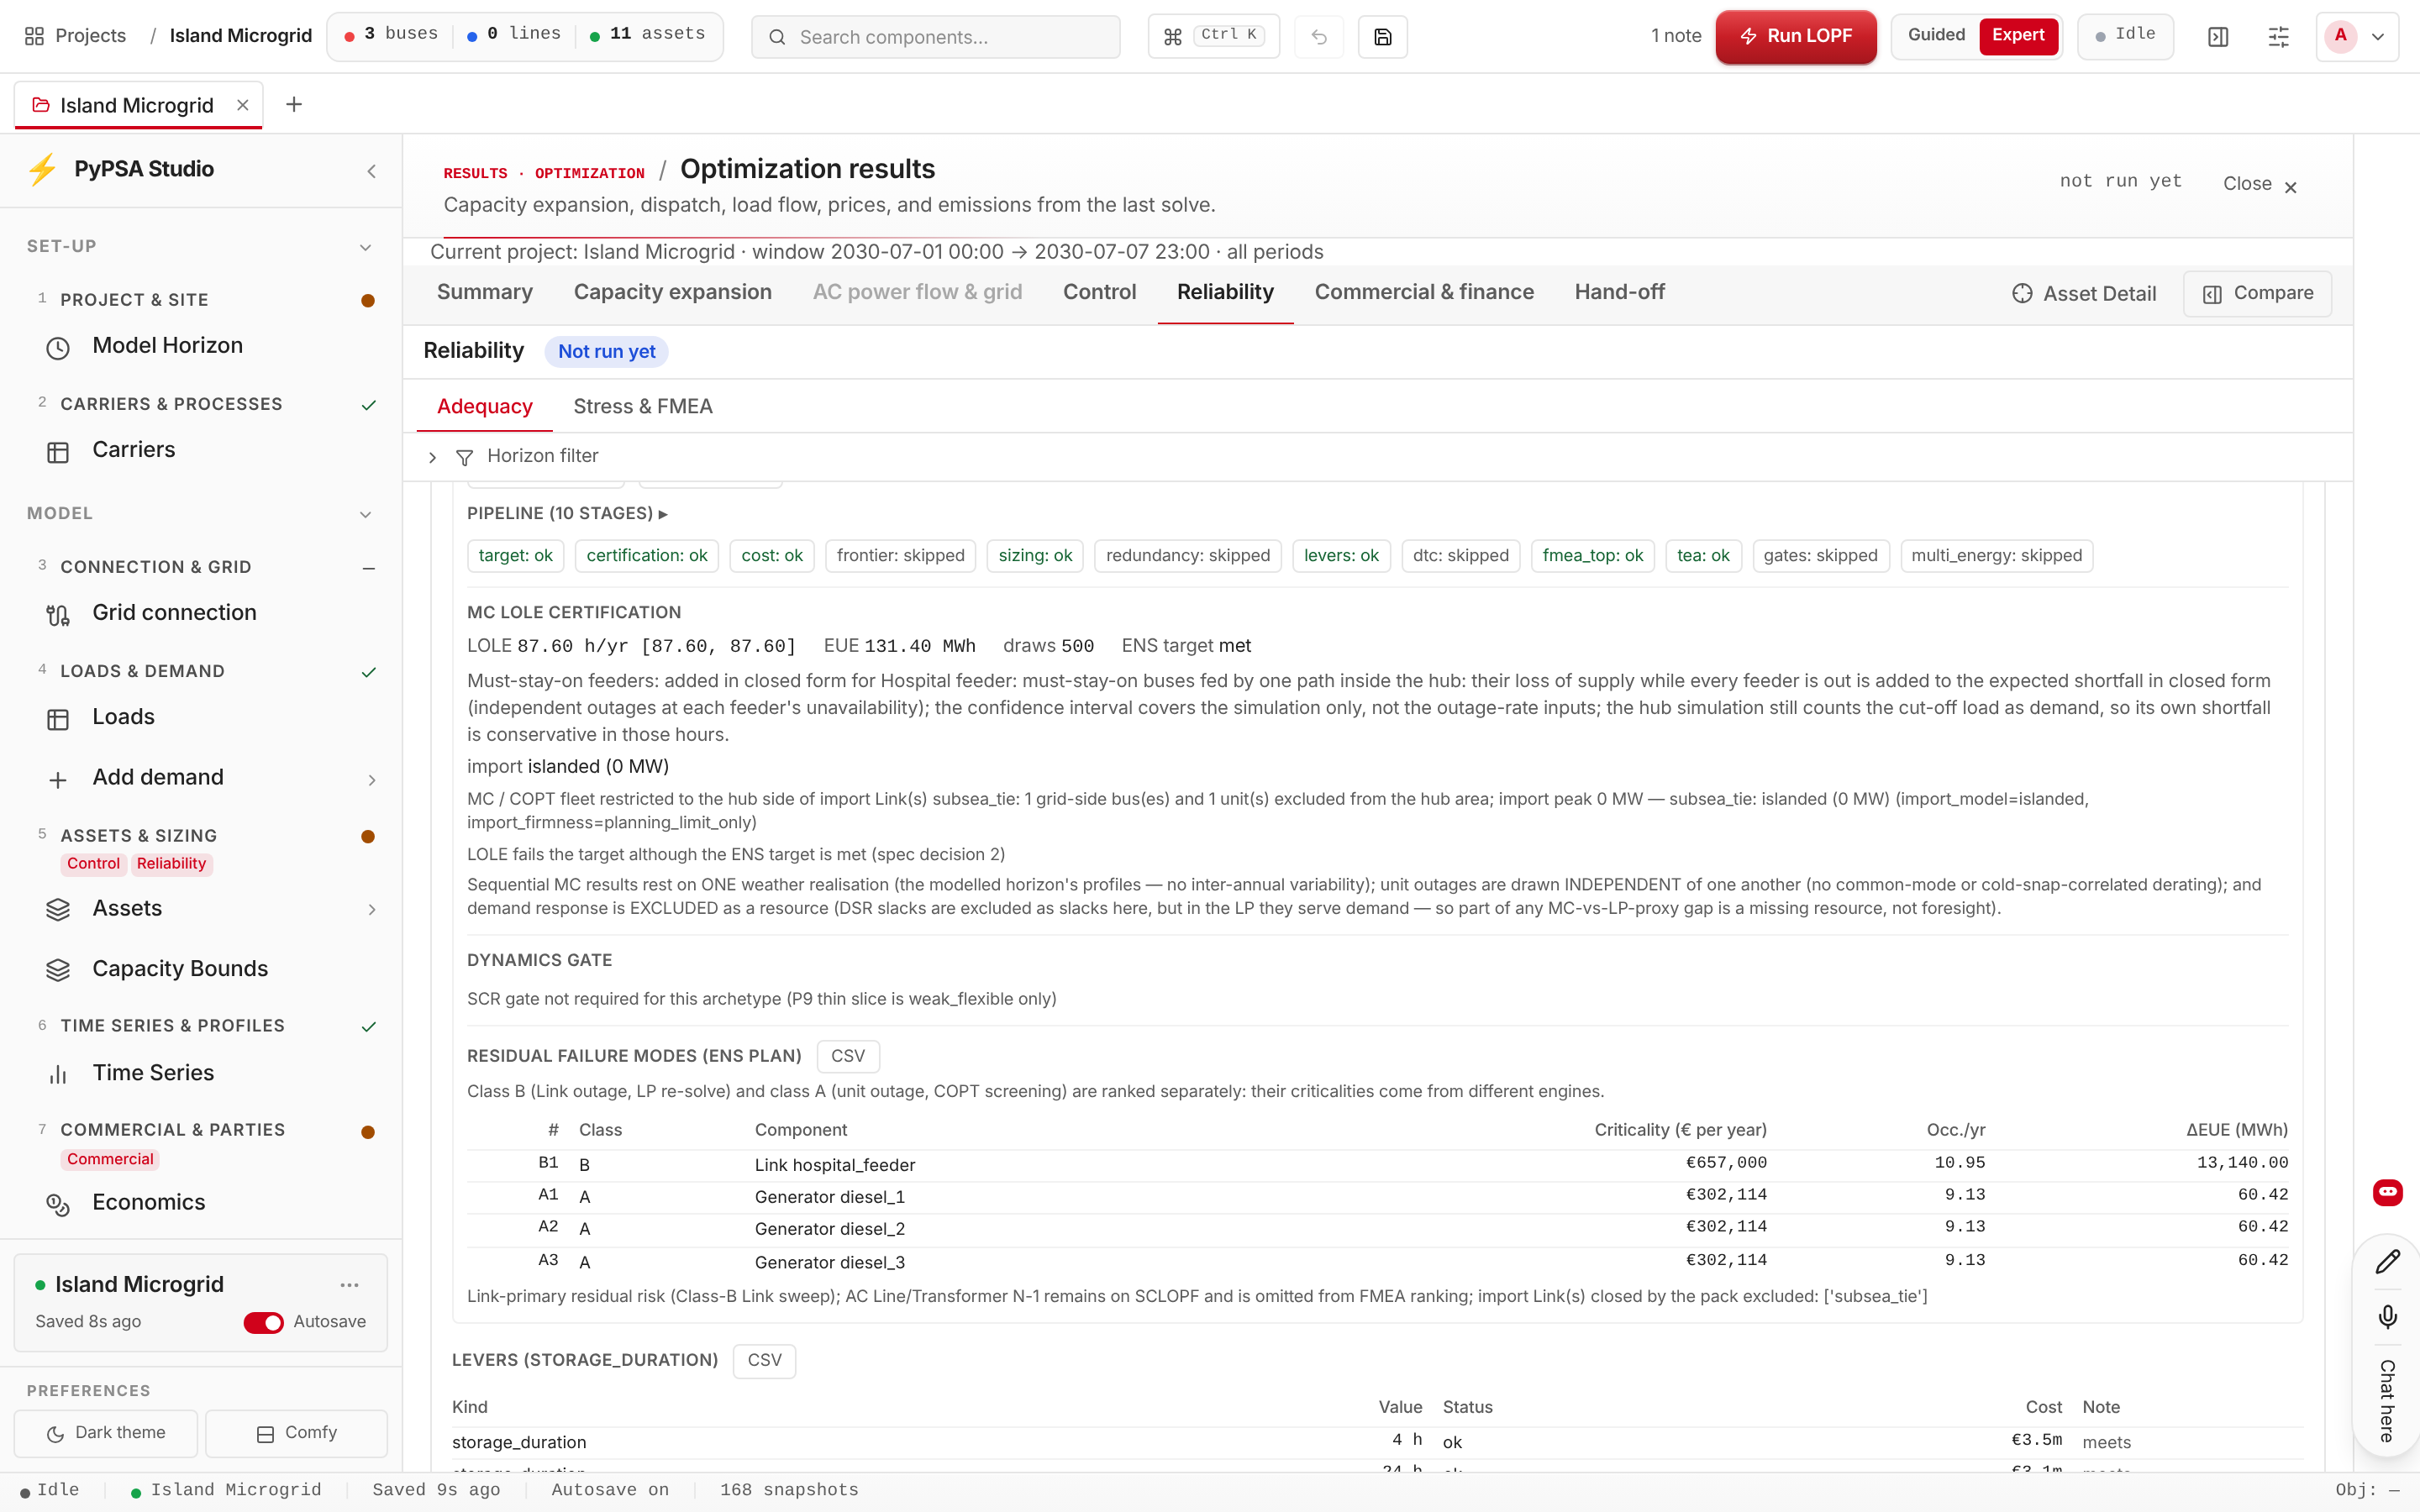 Projects / Island Microgrid
3 buses 0 lines 11 assets
Search components...
Ctrl K
1 note
Run LOPF
Guided Expert
Idle
A
Island Microgrid
PyPSA Studio
SET-UP
1 PROJECT & SITE
Model Horizon
2 CARRIERS & PROCESSES
Carriers
MODEL
3 CONNECTION & GRID
Grid connection
4 LOADS & DEMAND
Loads
Add demand
5 ASSETS & SIZING
Control Reliability
Assets
Capacity Bounds
6 TIME SERIES & PROFILES
Time Series
7 COMMERCIAL & PARTIES
Commercial
Economics
Island Microgrid
Saved 8s ago Autosave
PREFERENCES
Dark theme Comfy
RESULTS · OPTIMIZATION / Optimization results
Capacity expansion, dispatch, load flow, prices, and emissions from the last solve.
not run yet Close
Current project: Island Microgrid · window 2030-07-01 00:00 → 2030-07-07 23:00 · all periods
Summary Capacity expansion AC power flow & grid Control Reliability Commercial & finance Hand-off Asset Detail Compare
Reliability Not run yet
Adequacy Stress & FMEA
Horizon filter
PIPELINE (10 STAGES) ▸
target: ok certification: ok cost: ok frontier: skipped sizing: ok redundancy: skipped levers: ok dtc: skipped fmea_top: ok tea: ok gates: skipped multi_energy: skipped
MC LOLE CERTIFICATION
LOLE 87.60 h/yr [87.60, 87.60] EUE 131.40 MWh draws 500 ENS target met
Must-stay-on feeders: added in closed form for Hospital feeder: must-stay-on buses fed by one path inside the hub: their loss of supply while every feeder is out is added to the expected shortfall in closed form
(independent outages at each feeder's unavailability); the confidence interval covers the simulation only, not the outage-rate inputs; the hub simulation still counts the cut-off load as demand, so its own shortfall
is conservative in those hours.
import islanded (0 MW)
MC / COPT fleet restricted to the hub side of import Link(s) subsea_tie: 1 grid-side bus(es) and 1 unit(s) excluded from the hub area; import peak 0 MW — subsea_tie: islanded (0 MW) (import_model=islanded,
import_firmness=planning_limit_only)
LOLE fails the target although the ENS target is met (spec decision 2)
Sequential MC results rest on ONE weather realisation (the modelled horizon's profiles — no inter-annual variability); unit outages are drawn INDEPENDENT of one another (no common-mode or cold-snap-correlated derating); and
demand response is EXCLUDED as a resource (DSR slacks are excluded as slacks here, but in the LP they serve demand — so part of any MC-vs-LP-proxy gap is a missing resource, not foresight).
DYNAMICS GATE
SCR gate not required for this archetype (P9 thin slice is weak_flexible only)
RESIDUAL FAILURE MODES (ENS PLAN) CSV
Class B (Link outage, LP re-solve) and class A (unit outage, COPT screening) are ranked separately: their criticalities come from different engines.
# Class Component Criticality (€ per year) Occ./yr ΔEUE (MWh)
B1 B Link hospital_feeder €657,000 10.95 13,140.00
A1 A Generator diesel_1 €302,114 9.13 60.42
A2 A Generator diesel_2 €302,114 9.13 60.42
A3 A Generator diesel_3 €302,114 9.13 60.42
Link-primary residual risk (Class-B Link sweep); AC Line/Transformer N-1 remains on SCLOPF and is omitted from FMEA ranking; import Link(s) closed by the pack excluded: ['subsea_tie']
LEVERS (STORAGE_DURATION) CSV
Kind Value Status Cost Note
storage_duration 4 h ok €3.5m meets
Chat here
Idle Island Microgrid Saved 9s ago Autosave on 168 snapshots Obj: —